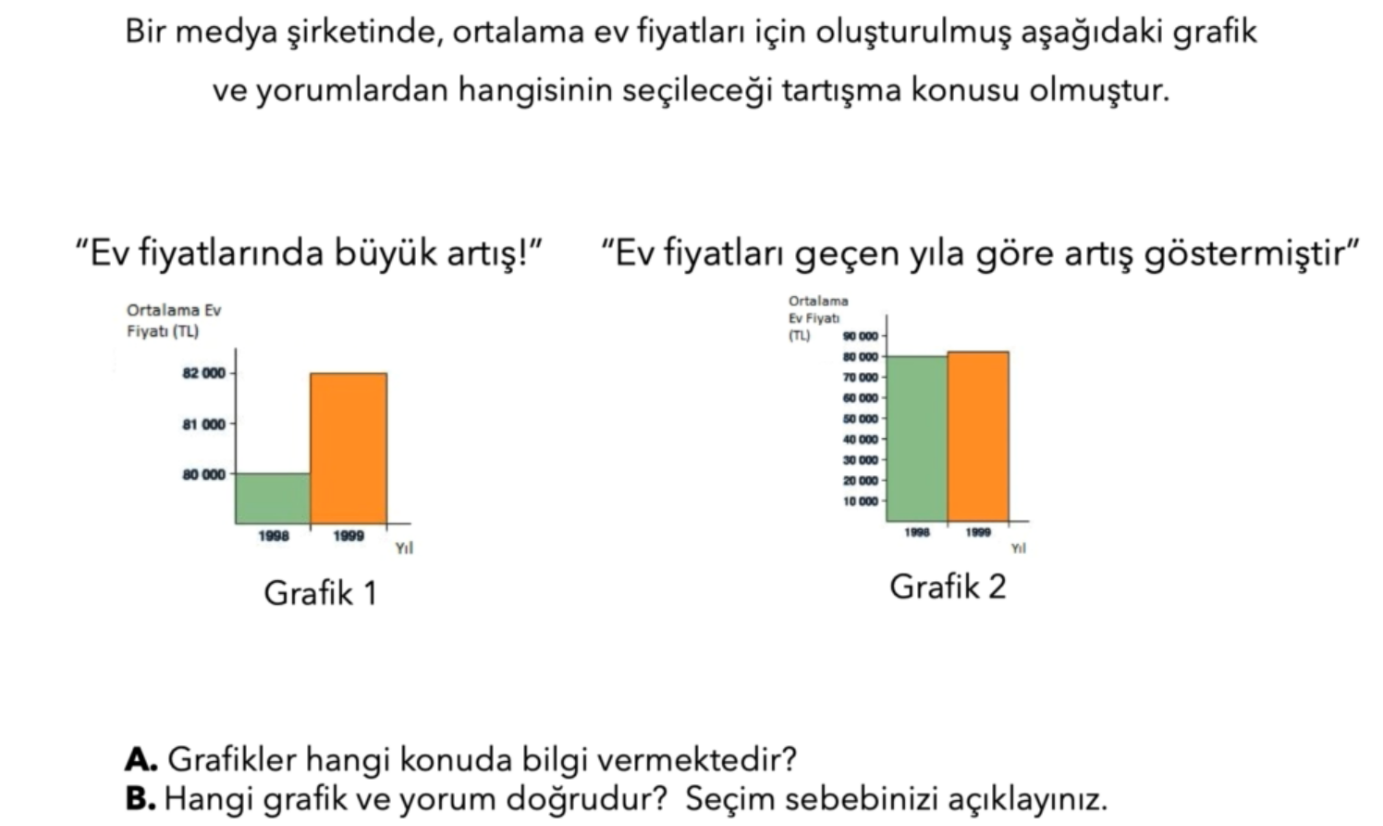 Bir medya şirketinde, ortalama ev fiyatları için oluşturulmuş aşağıdaki grafik
ve yorumlardan hangisinin seçileceği tartışma konusu olmuştur.
“Ev fiyatlarında büyük artış!”
Ortalama Ev
Fiyatı (TL)
82 000
81 000
80 000
1998
1999
Yıl
Grafik 1
“Ev fiyatları geçen yıla göre artış göstermiştir”
Ortalama
Ev Fiyatı
(TL)
90 000
80 000
70 000
60 000
50 000
40 000
30 000
20 000
10 000
1998
1999
Yıl
Grafik 2
A. Grafikler hangi konuda bilgi vermektedir?
B. Hangi grafik ve yorum doğrudur? Seçim sebebinizi açıklayınız.